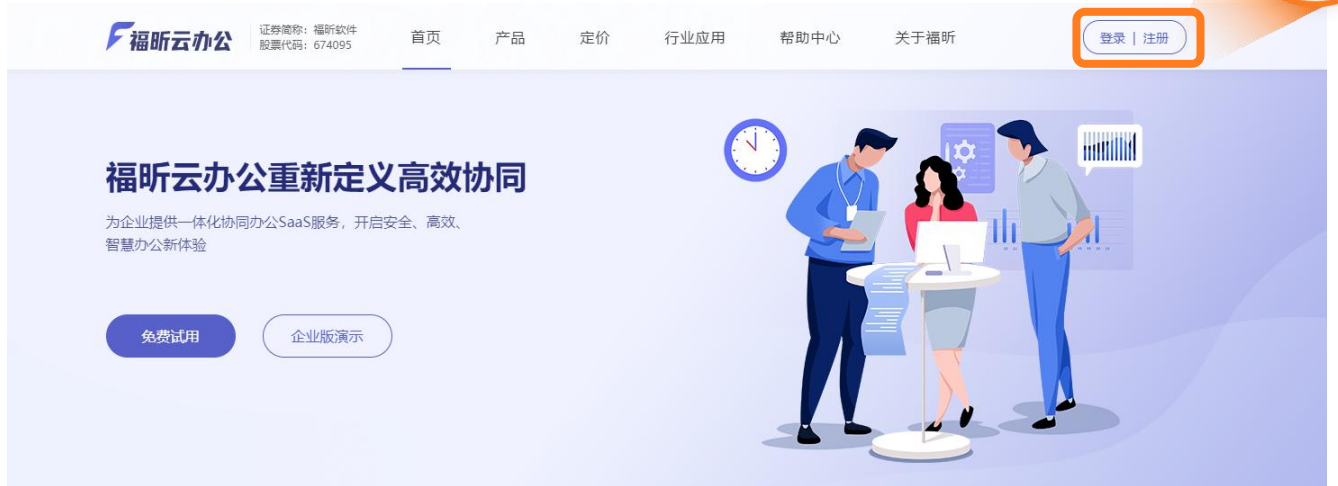 福昕云办公
证券简称：福昕软件
股票代码：674095
首页
产品
定价
行业应用
帮助中心
关于福昕
登录 | 注册
福昕云办公重新定义高效协同
为企业提供一体化协同办公SaaS服务，开启安全、高效、
智慧办公新体验
免费试用
企业版演示